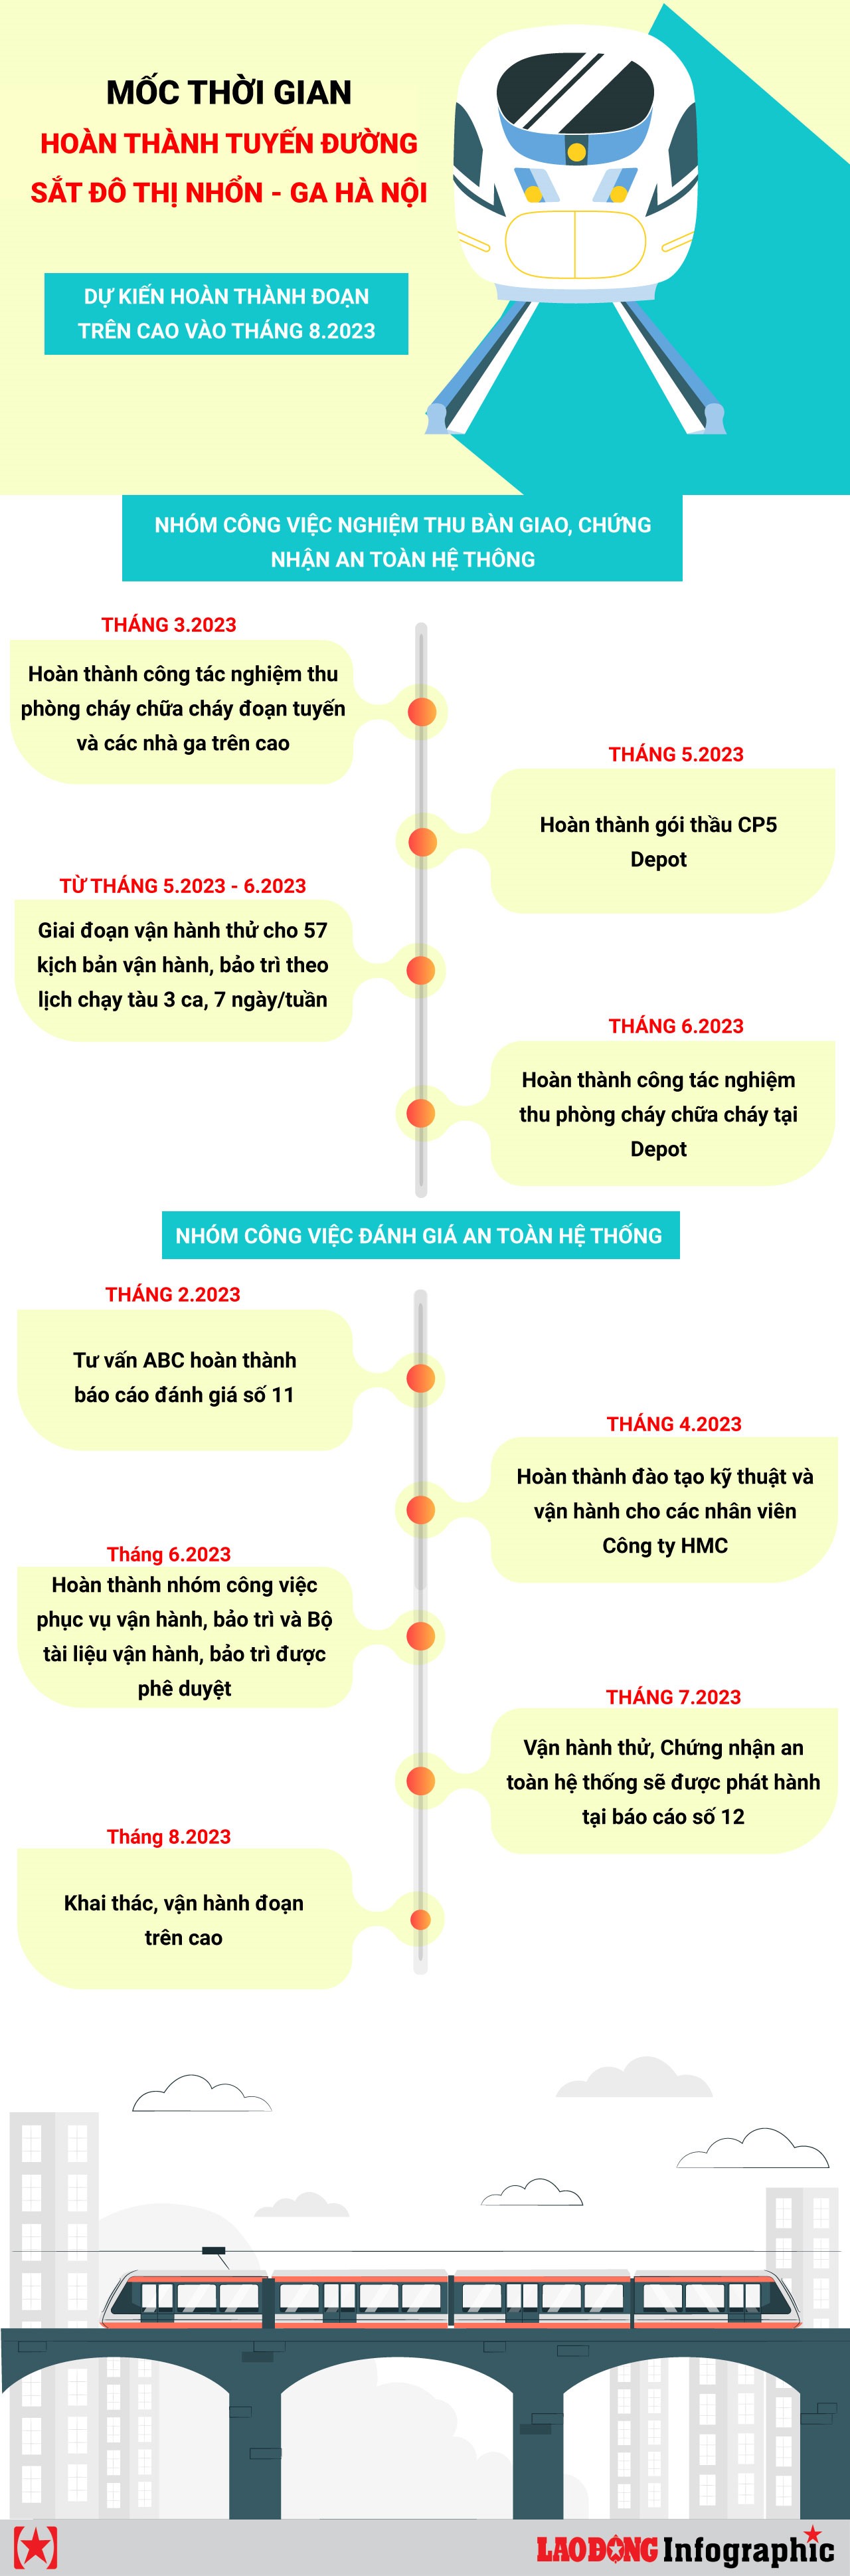 MỐC THỜI GIAN
HOÀN THÀNH TUYẾN ĐƯỜNG
SẮT ĐÔ THỊ NHỔN - GA HÀ NỘI
DỰ KIẾN HOÀN THÀNH ĐOẠN
TRÊN CAO VÀO THÁNG 8.2023
NHÓM CÔNG VIỆC NGHIỆM THU BÀN GIAO, CHỨNG
NHẬN AN TOÀN HỆ THÔNG
THÁNG 3.2023
Hoàn thành công tác nghiệm thu
phòng cháy chữa cháy đoạn tuyến
và các nhà ga trên cao
THÁNG 5.2023
Hoàn thành gói thầu CP5
Depot
TỪ THÁNG 5.2023 - 6.2023
Giai đoạn vận hành thử cho 57
kịch bản vận hành, bảo trì theo
lịch chạy tàu 3 ca, 7 ngày/tuần
THÁNG 6.2023
Hoàn thành công tác nghiệm
thu phòng cháy chữa cháy tại
Depot
NHÓM CÔNG VIỆC ĐÁNH GIÁ AN TOÀN HỆ THỐNG
THÁNG 2.2023
Tư vấn ABC hoàn thành
báo cáo đánh giá số 11
THÁNG 4.2023
Hoàn thành đào tạo kỹ thuật và
vận hành cho các nhân viên
Công ty HMC
Tháng 6.2023
Hoàn thành nhóm công việc
phục vụ vận hành, bảo trì và Bộ
tài liệu vận hành, bảo trì được
phê duyệt
THÁNG 7.2023
Vận hành thử, Chứng nhận an
toàn hệ thống sẽ được phát hành
tại báo cáo số 12
Tháng 8.2023
Khai thác, vận hành đoạn
trên cao
LAO ĐỘNG Infographic